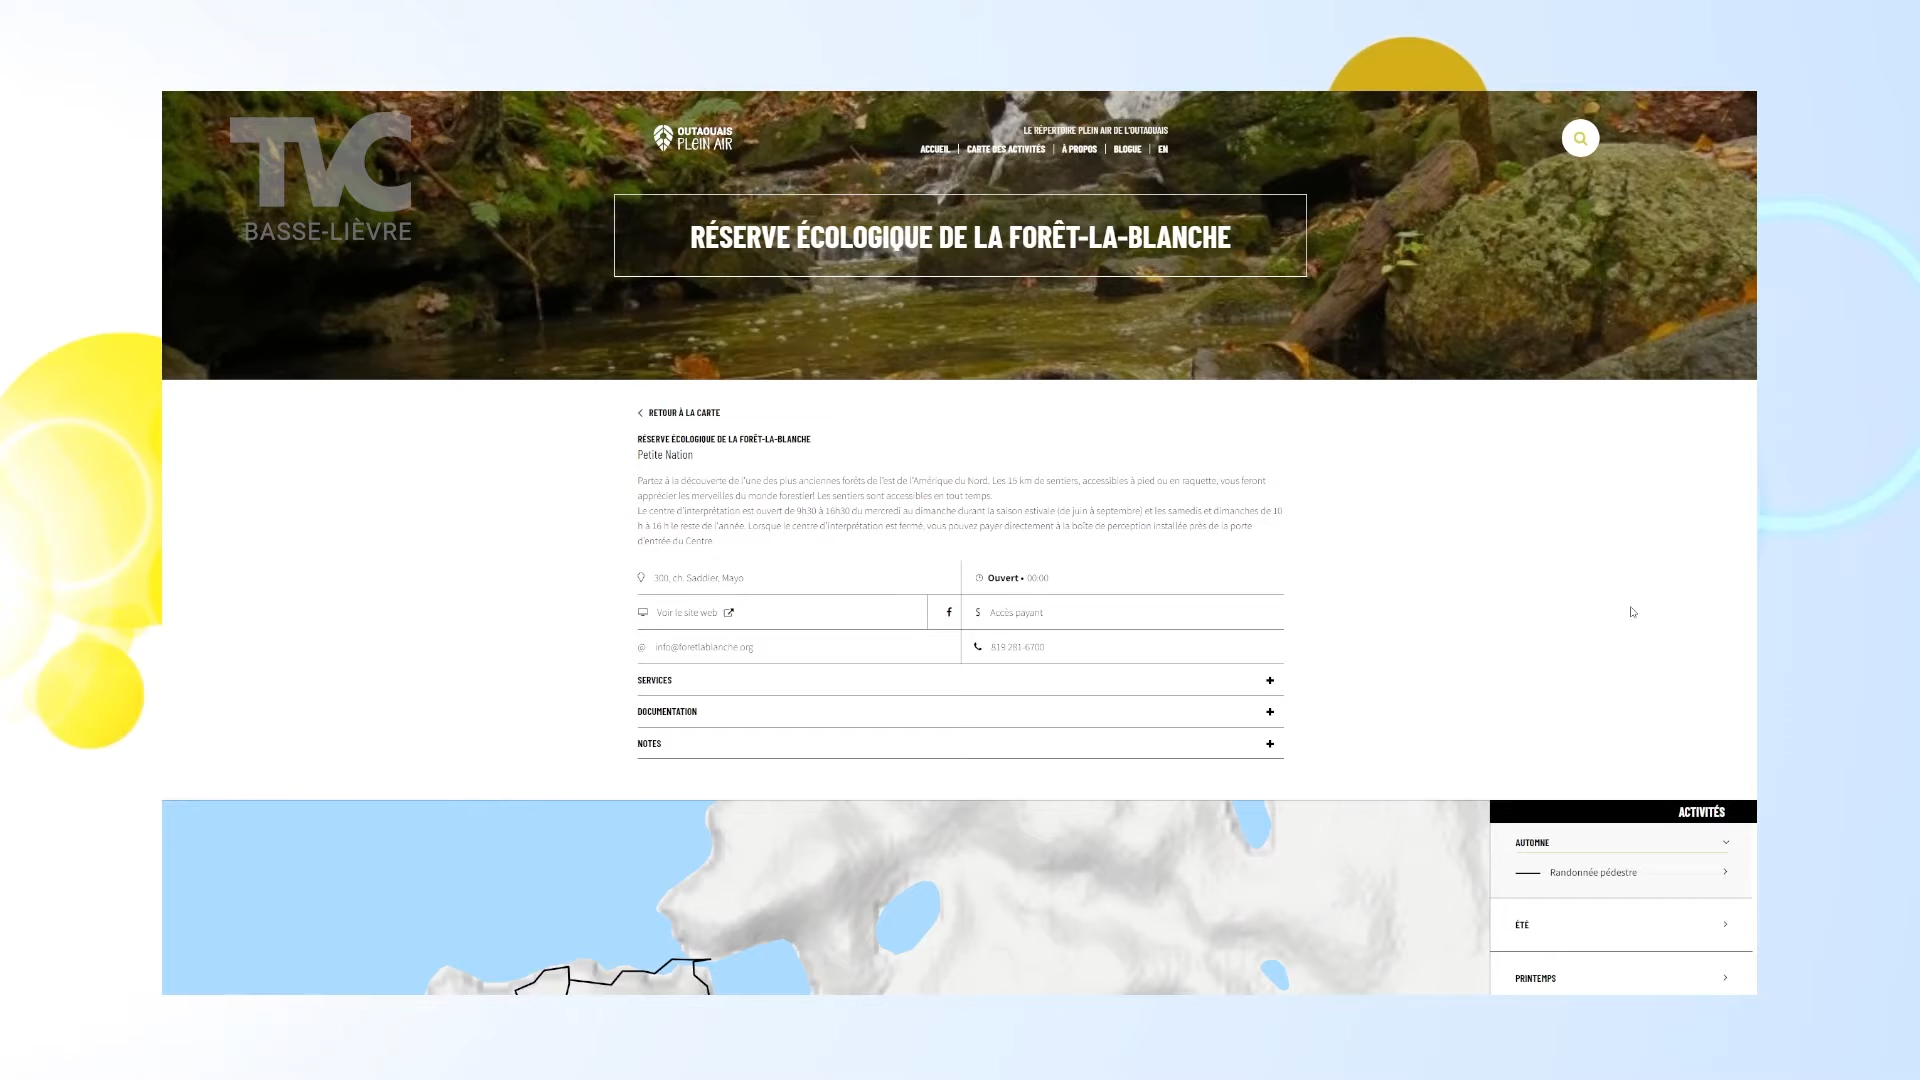 TVC
BASSE-LIÈVRE
OUTAOUAIS
PLEIN AIR
LE RÉPERTOIRE PLEIN AIR DE L'OUTAOUAIS
ACCUEIL | CARTE DES ACTIVITÉS | À PROPOS | BLOGUE | EN
RÉSERVE ÉCOLOGIQUE DE LA FORÊT-LA-BLANCHE
RETOUR À LA CARTE
RÉSERVE ÉCOLOGIQUE DE LA FORÊT-LA-BLANCHE
Petite Nation
Partez à la découverte de l'une des plus anciennes forêts de l'est de l'Amérique du Nord. Les 15 km de sentiers, accessibles à pied ou en raquette, vous feront
apprécier les merveilles du monde forestier! Les sentiers sont accessibles en tout temps.
Le centre d'interprétation est ouvert de 9h30 à 16h30 du mercredi au dimanche durant la saison estivale (de juin à septembre) et les samedis et dimanches de 10
h à 16 h le reste de l'année. Lorsque le centre d'interprétation est fermé, vous pouvez payer directement à la boîte de perception installée près de la porte
d'entrée du Centre
300, ch. Saddler, Mayo
Ouvert • 00:00
Voir le site web
f
$ Accès payant
@ info@foretlablanche.org
819 281-6700
SERVICES +
DOCUMENTATION +
NOTES +
ACTIVITÉS
AUTOMNE
Randonnée pédestre
ÉTÉ
PRINTEMPS